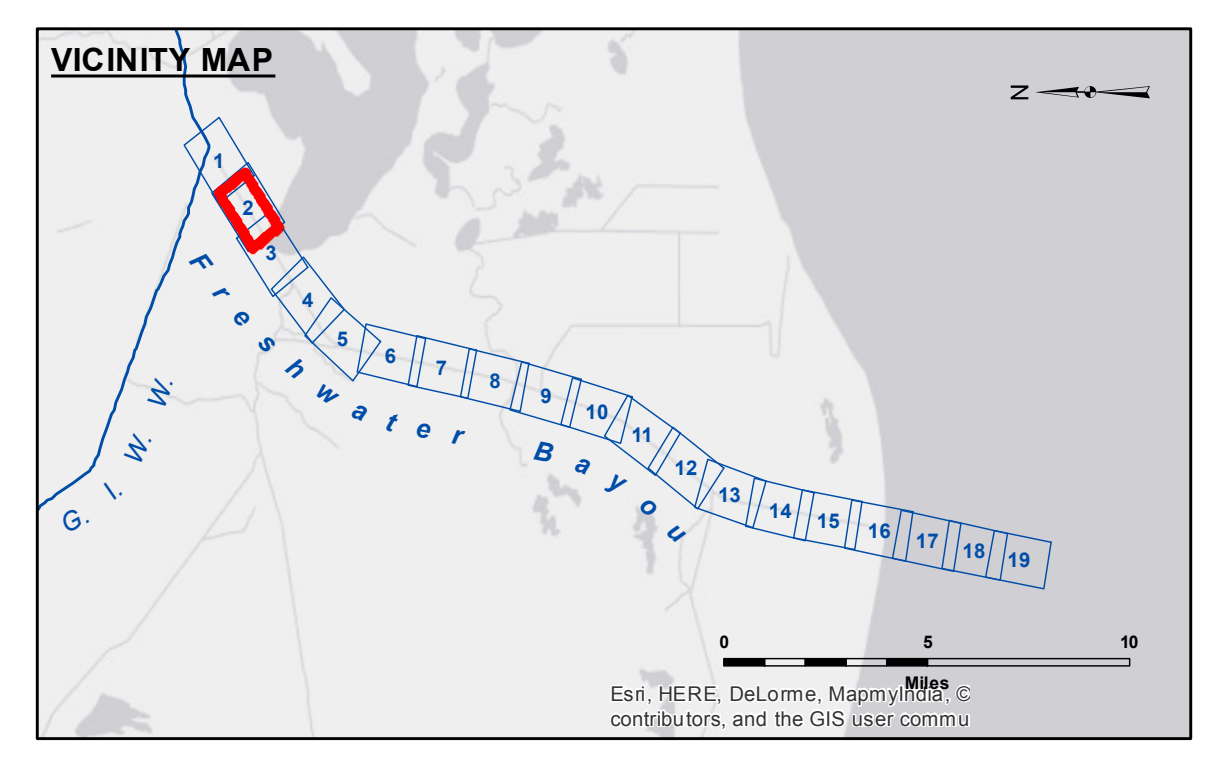 VICINITY MAP
N
1
2
3
4
5
6
7
8
9
10
11
12
13
14
15
16
17
18
19
Freshwater Bayou
G. I. W. W.
0 5 10
Miles
Esri, HERE, DeLorme, MapmyIndia, ©
contributors, and the GIS user commu